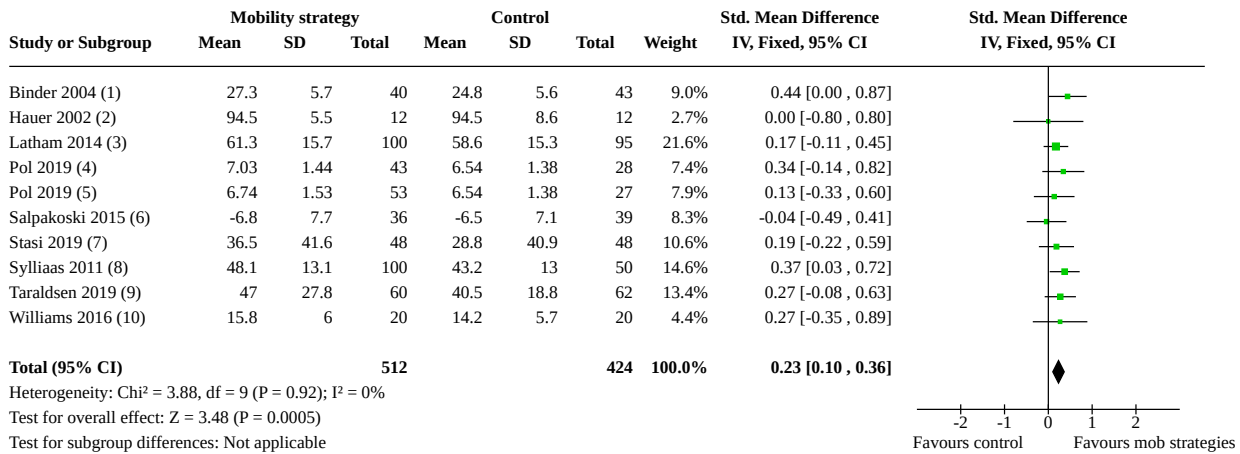 Mobility strategy Control Std. Mean Difference Std. Mean Difference
Study or Subgroup Mean SD Total Mean SD Total Weight IV, Fixed, 95% CI IV, Fixed, 95% CI
Binder 2004 (1) 27.3 5.7 40 24.8 5.6 43 9.0% 0.44 [0.00 , 0.87]
Hauer 2002 (2) 94.5 5.5 12 94.5 8.6 12 2.7% 0.00 [-0.80 , 0.80]
Latham 2014 (3) 61.3 15.7 100 58.6 15.3 95 21.6% 0.17 [-0.11 , 0.45]
Pol 2019 (4) 7.03 1.44 43 6.54 1.38 28 7.4% 0.34 [-0.14 , 0.82]
Pol 2019 (5) 6.74 1.53 53 6.54 1.38 27 7.9% 0.13 [-0.33 , 0.60]
Salpakoski 2015 (6) -6.8 7.7 36 -6.5 7.1 39 8.3% -0.04 [-0.49 , 0.41]
Stasi 2019 (7) 36.5 41.6 48 28.8 40.9 48 10.6% 0.19 [-0.22 , 0.59]
Sylliaas 2011 (8) 48.1 13.1 100 43.2 13 50 14.6% 0.37 [0.03 , 0.72]
Taraldsen 2019 (9) 47 27.8 60 40.5 18.8 62 13.4% 0.27 [-0.08 , 0.63]
Williams 2016 (10) 15.8 6 20 14.2 5.7 20 4.4% 0.27 [-0.35 , 0.89]
Total (95% CI) 512 424 100.0% 0.23 [0.10 , 0.36]
Heterogeneity: Chi² = 3.88, df = 9 (P = 0.92); I² = 0%
Test for overall effect: Z = 3.48 (P = 0.0005)
Test for subgroup differences: Not applicable
-2 -1 0 1 2
Favours control Favours mob strategies